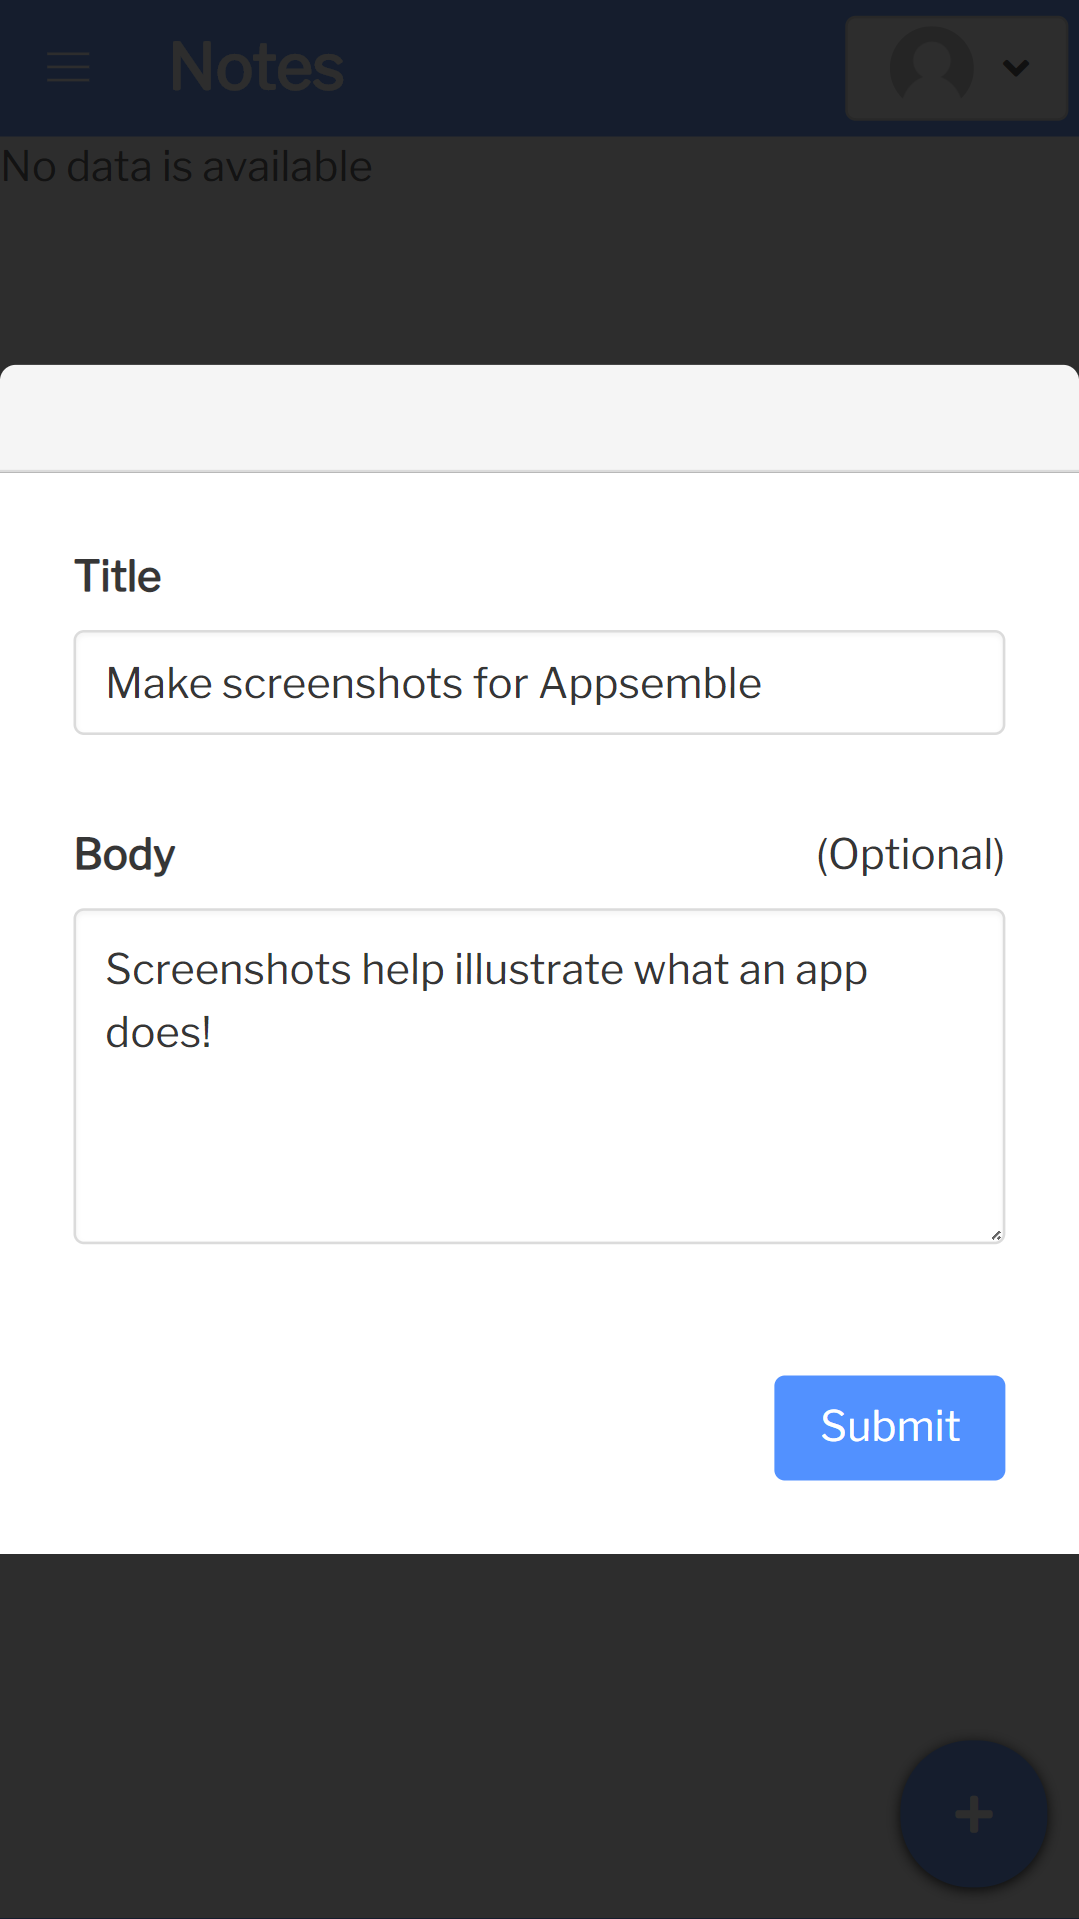 Notes
No data is available
Title
Make screenshots for Appsemble
Body (Optional)
Screenshots help illustrate what an app
does!
Submit